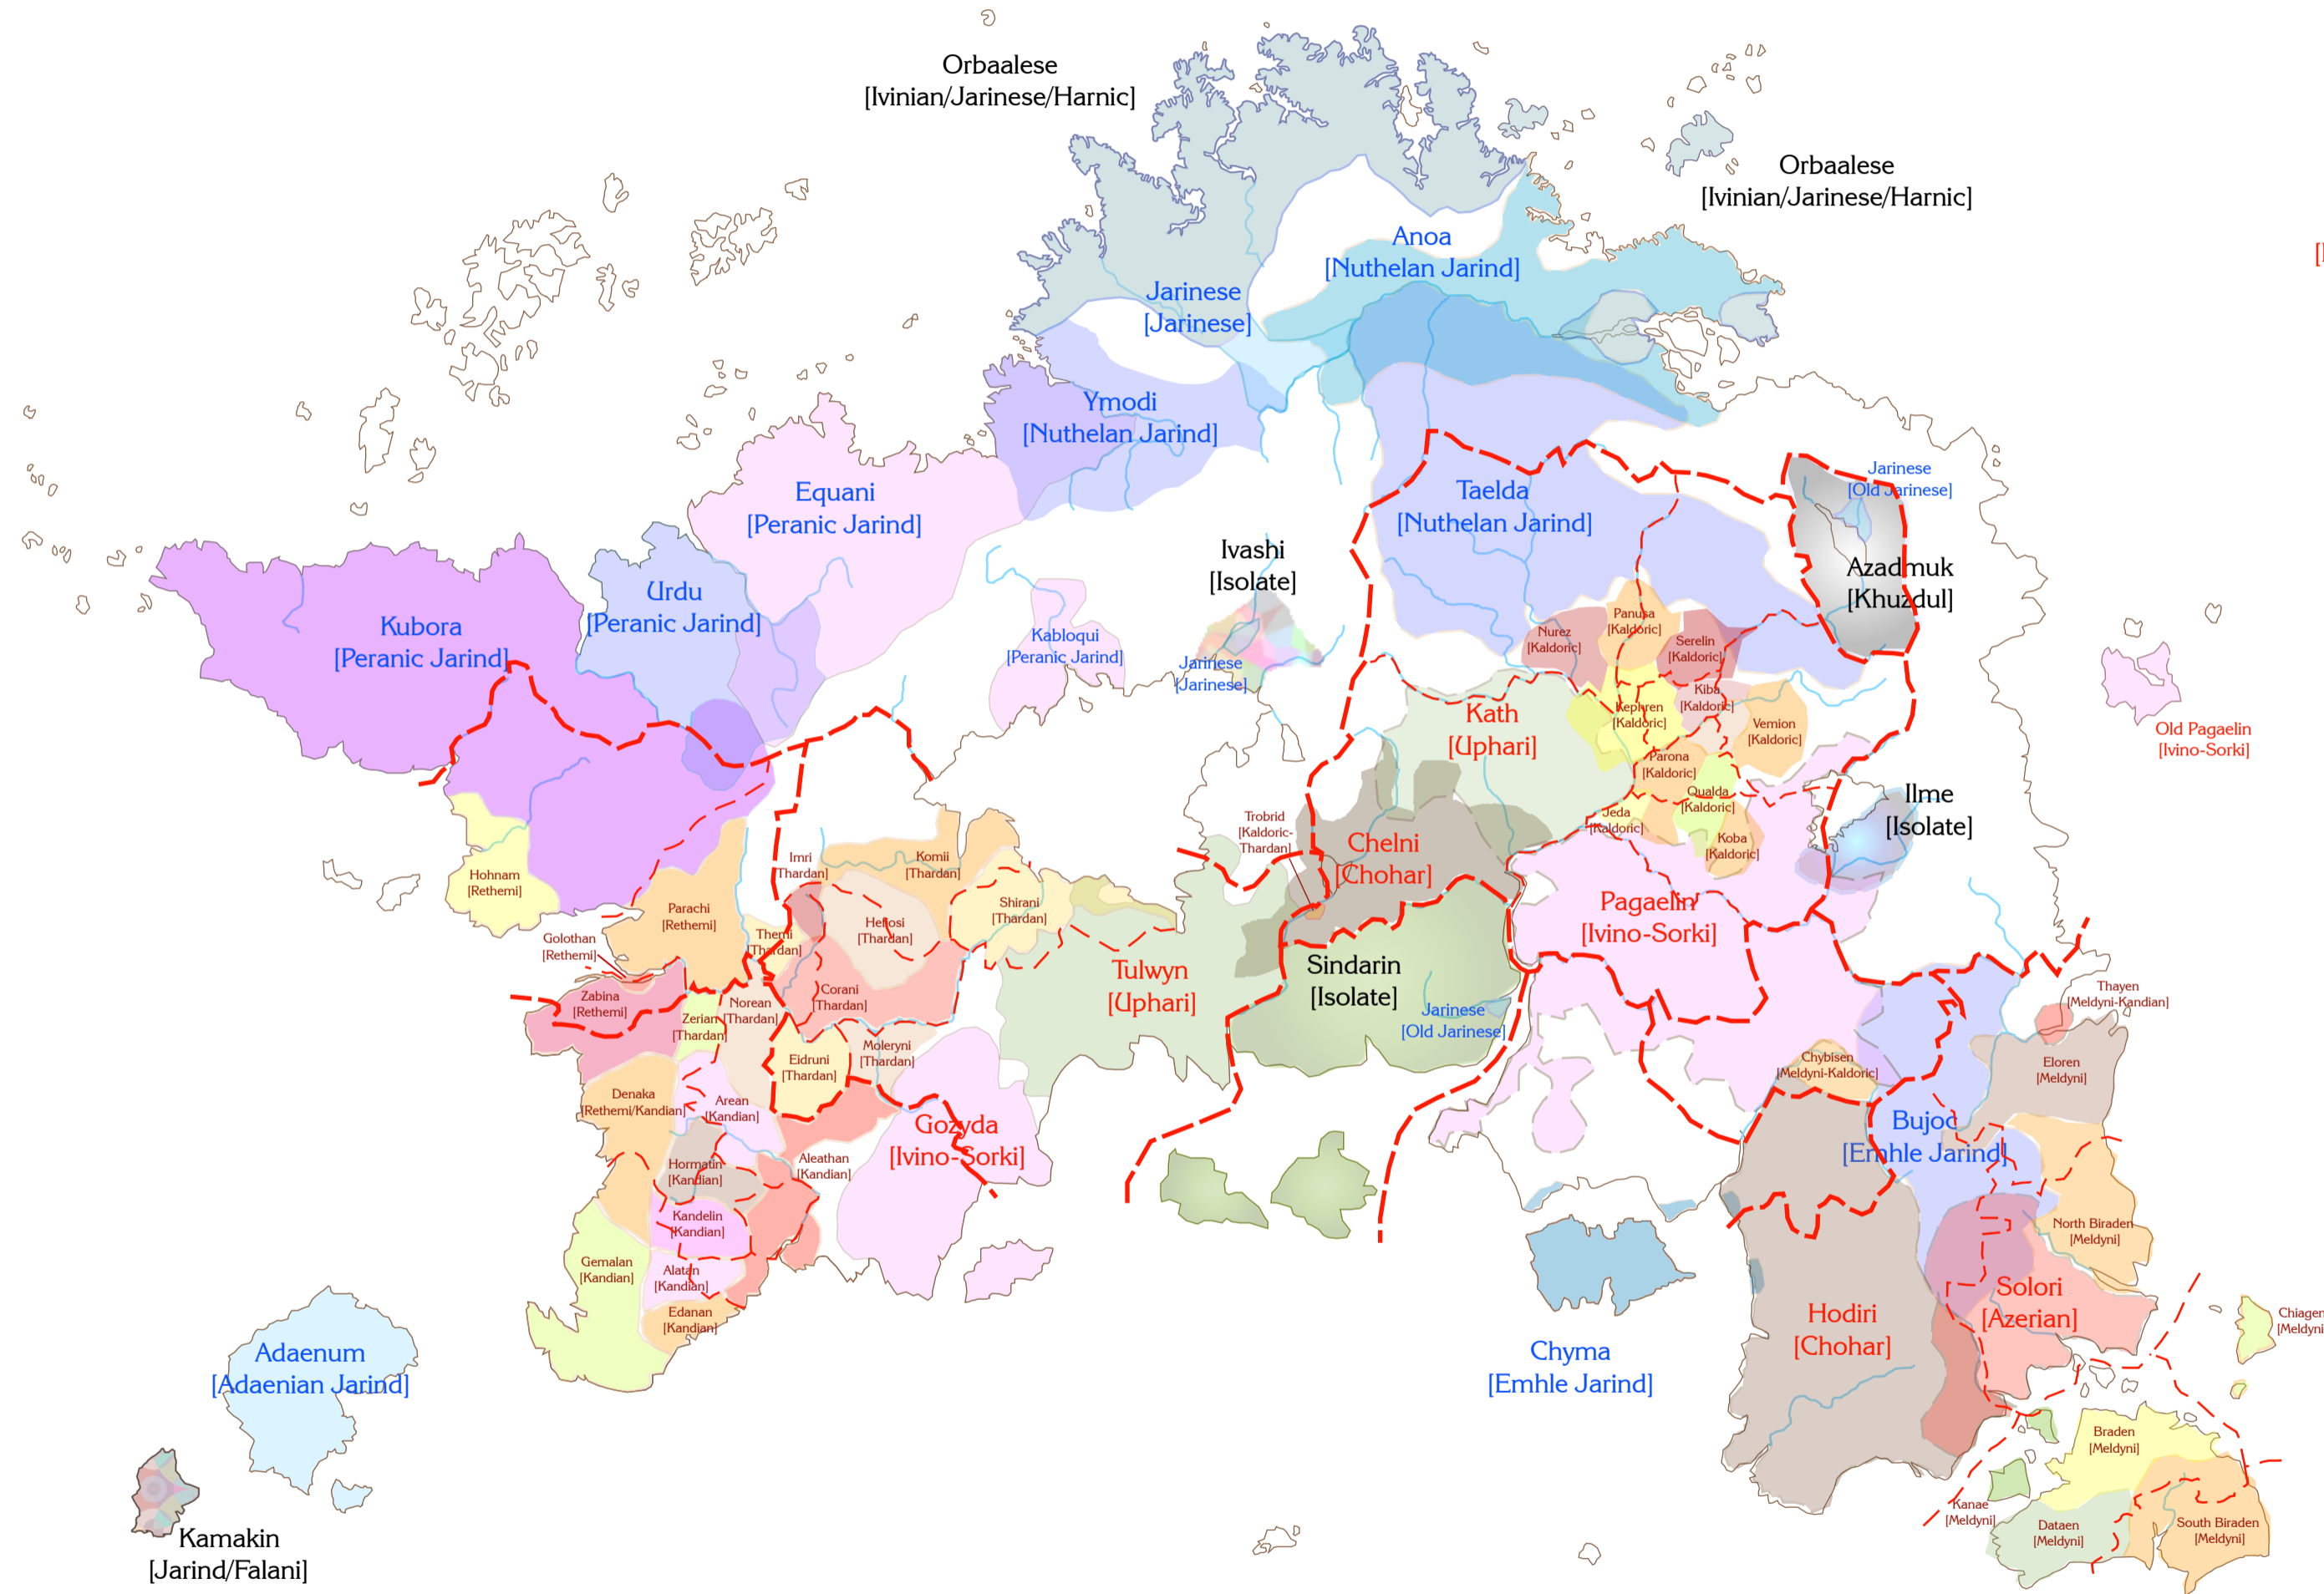 Orbaalese
[Ivinian/Jarinese/Harnic]
Orbaalese
[Ivinian/Jarinese/Harnic]
Anoa
[Nuthelan Jarind]
Jarinese
[Jarinese]
Ymodi
[Nuthelan Jarind]
Equani
[Peranic Jarind]
Taelda
[Nuthelan Jarind]
Jarinese
[Old Jarinese]
Azadmuk
[Khuzdul]
Ivashi
[Isolate]
Urdu
[Peranic Jarind]
Kubora
[Peranic Jarind]
Kabloqui
[Peranic Jarind]
Jarinese
[Jarinese]
Nurez
[Kaldoric]
Panusa
[Kaldoric]
Serelin
[Kaldoric]
Kiba
[Kaldoric]
Kephren
[Kaldoric]
Vemion
[Kaldoric]
Kath
[Uphari]
Old Pagaelin
[Ivino-Sorki]
Parona
[Kaldoric]
Qualda
[Kaldoric]
Jeda
[Kaldoric]
Koba
[Kaldoric]
Ilme
[Isolate]
Trobrid
[Kaldoric-
Thardan]
Chelni
[Chohar]
Imri
[Thardan]
Komii
[Thardan]
Hohnam
[Rethemi]
Parachi
[Rethemi]
Shirani
[Thardan]
Heflosi
[Thardan]
Themi
[Thardan]
Golothan
[Rethemi]
Pagaelin
[Ivino-Sorki]
Tulwyn
[Uphari]
Sindarin
[Isolate]
Jarinese
[Old Jarinese]
Zabina
[Rethemi]
Zerian
[Thardan]
Norean
[Thardan]
Corani
[Thardan]
Thayen
[Meldyni-Kandian]
Eidruni
[Thardan]
Moleryni
[Thardan]
Chybisen
[Meldyni-Kaldoric]
Eloren
[Meldyni]
Denaka
[Rethemi/Kandian]
Arean
[Kandian]
Gozyda
[Ivino-Sorki]
Bujoc
[Emhle Jarind]
Hormatin
[Kandian]
Aleathan
[Kandian]
Kandelin
[Kandian]
North Biraden
[Meldyni]
Gemalan
[Kandian]
Alatan
[Kandian]
Edanan
[Kandian]
Solori
[Azerian]
Hodiri
[Chohar]
Chiagen
[Meldyni
Adaenum
[Adaenian Jarind]
Chyma
[Emhle Jarind]
Braden
[Meldyni]
Kanae
[Meldyni]
Dataen
[Meldyni]
South Biraden
[Meldyni]
Kamakin
[Jarind/Falani]